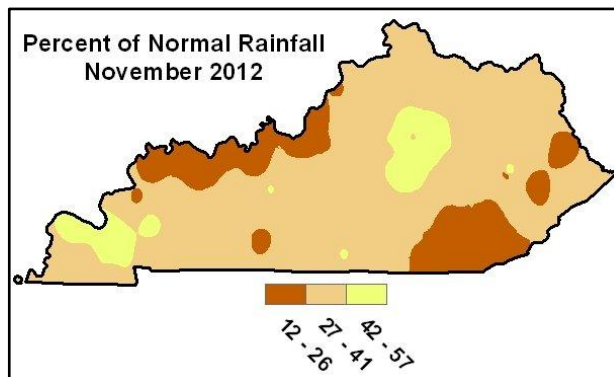 Percent of Normal Rainfall
November 2012
12 - 26
27 - 41
42 - 57